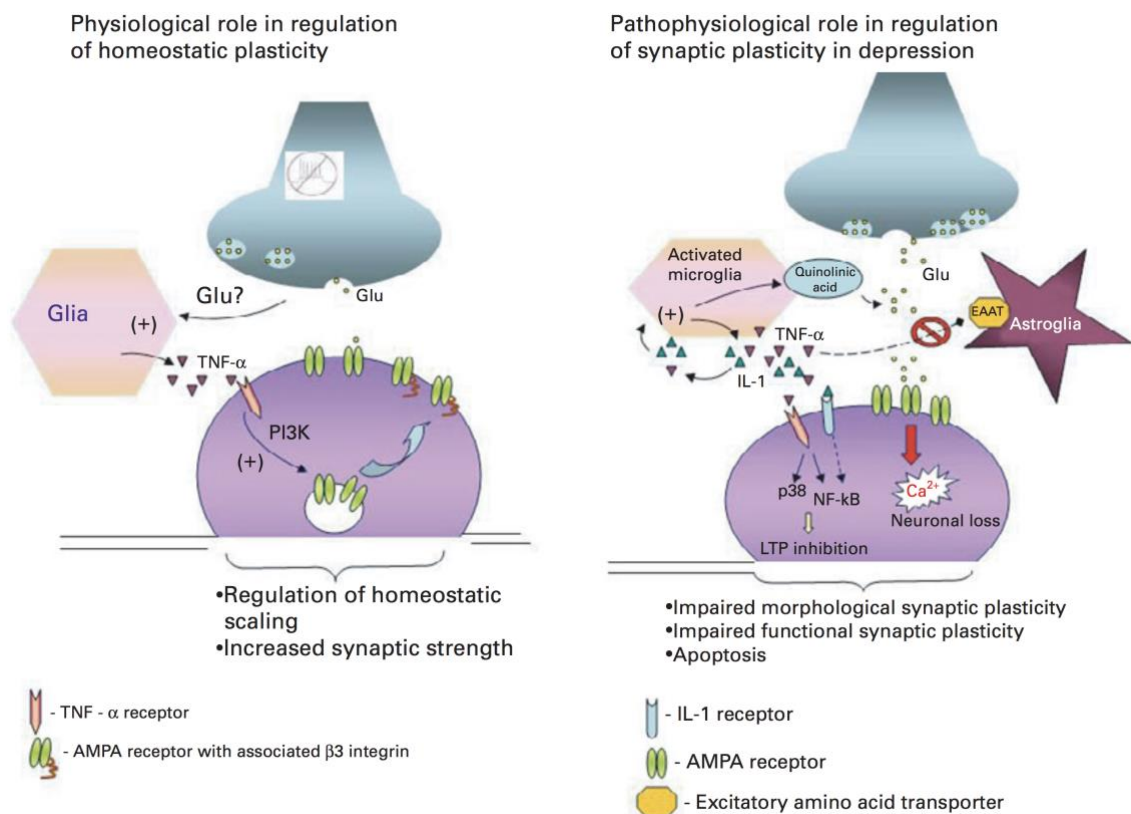 Physiological role in regulation
of homeostatic plasticity
Glia
(+)
Glu?
Glu
TNF-α
PI3K
(+)
•Regulation of homeostatic
scaling
•Increased synaptic strength
- TNF - α receptor
- AMPA receptor with associated β3 integrin
Pathophysiological role in regulation
of synaptic plasticity in depression
Activated
microglia
(+)
Quinolinic
acid
Glu
EAAT
Astroglia
TNF-α
IL-1
p38
NF-kB
LTP inhibition
Ca²⁺
Neuronal loss
•Impaired morphological synaptic plasticity
•Impaired functional synaptic plasticity
•Apoptosis
- IL-1 receptor
- AMPA receptor
- Excitatory amino acid transporter